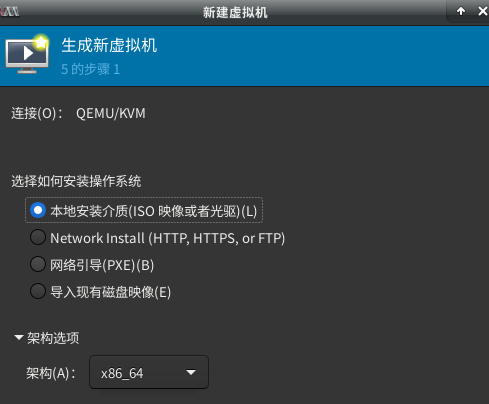 新建虚拟机
生成新虚拟机
5 的步骤 1
连接(O)： QEMU/KVM
选择如何安装操作系统
本地安装介质(ISO 映像或者光驱)(L)
Network Install (HTTP, HTTPS, or FTP)
网络引导(PXE)(B)
导入现有磁盘映像(E)
架构选项
架构(A)： x86_64